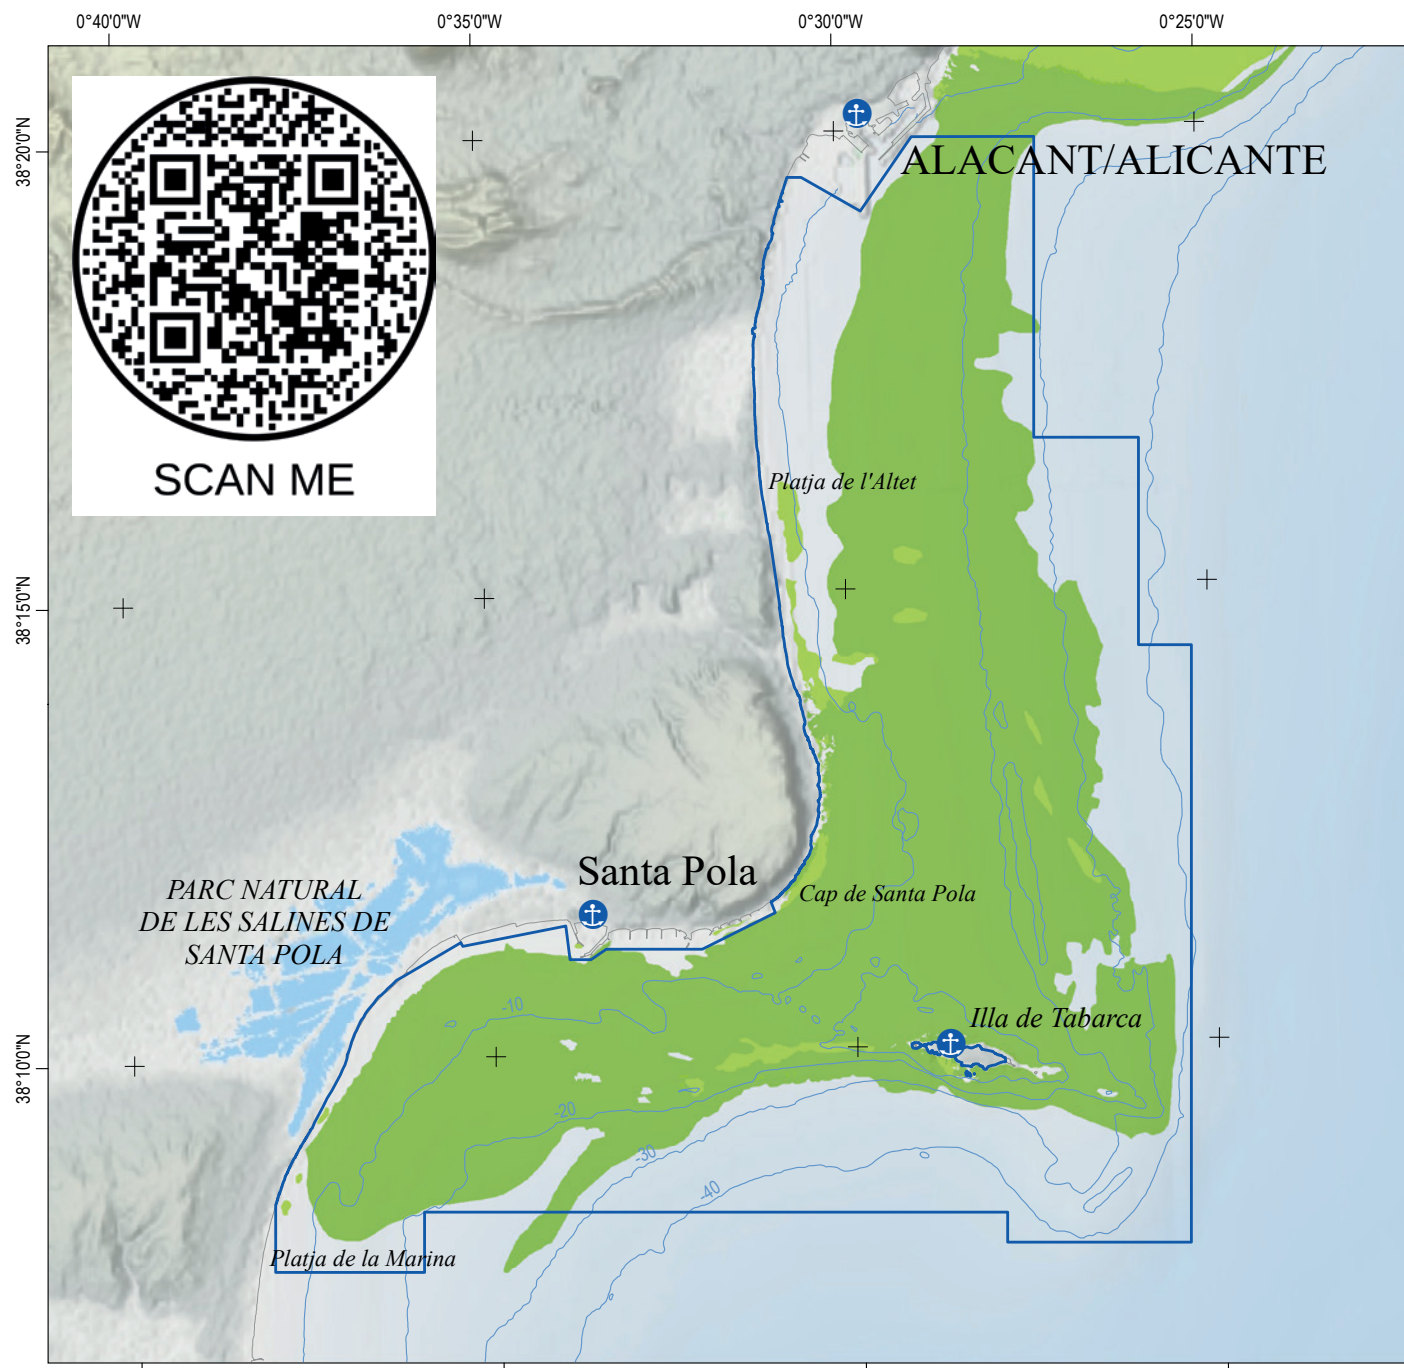 0°40'0"W
0°35'0"W
0°30'0"W
0°25'0"W
38°20'0"N
ALACANT/ALICANTE
SCAN ME
Platja de l'Altet
38°15'0"N
Santa Pola
PARC NATURAL
DE LES SALINES DE
SANTA POLA
Cap de Santa Pola
-10
Illa de Tabarca
38°10'0"N
-20
-30
-40
Platja de la Marina